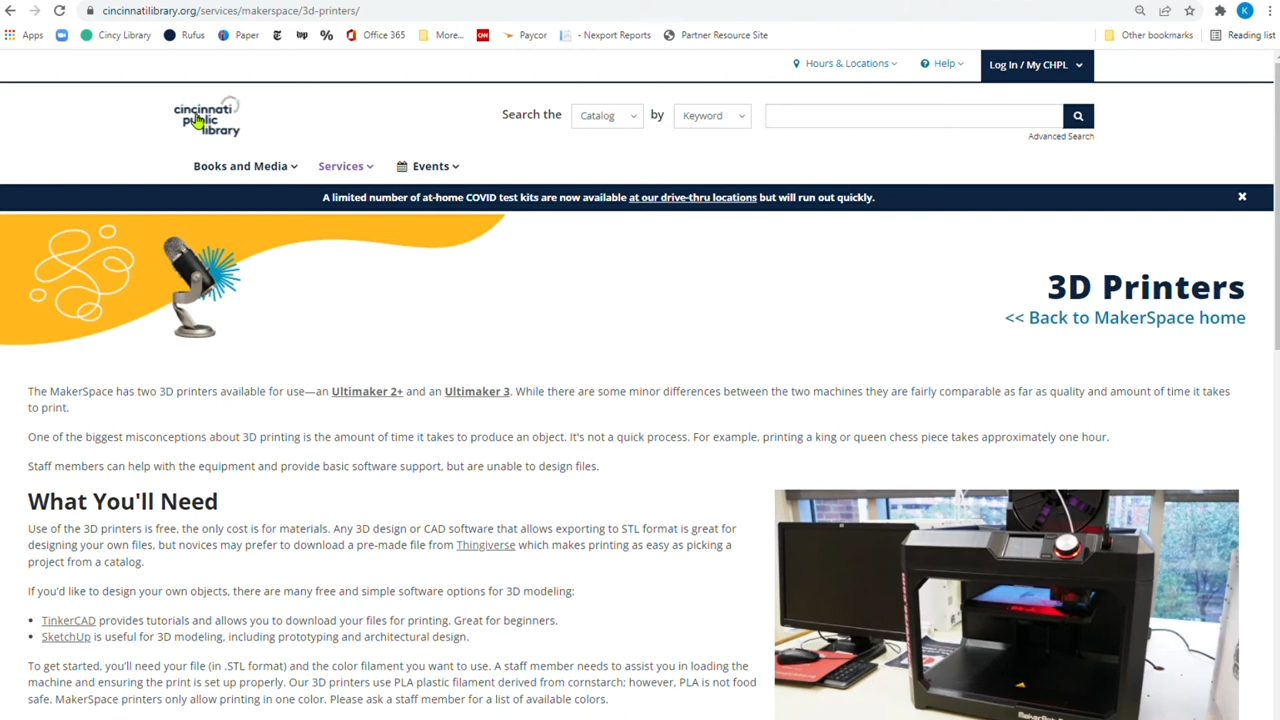 cincinnatilibrary.org/services/makerspace/3d-printers/
K
Apps Cincy Library Rufus Paper Office 365 More... Paycor - Nexport Reports Partner Resource Site Other bookmarks Reading list
Hours & Locations Help Log In / My CHPL
cincinnati
public
library
Search the Catalog by Keyword
Advanced Search
Books and Media Services Events
A limited number of at-home COVID test kits are now available at our drive-thru locations but will run out quickly.
3D Printers
<< Back to MakerSpace home
The MakerSpace has two 3D printers available for use—an Ultimaker 2+ and an Ultimaker 3. While there are some minor differences between the two machines they are fairly comparable as far as quality and amount of time it takes
to print.
One of the biggest misconceptions about 3D printing is the amount of time it takes to produce an object. It's not a quick process. For example, printing a king or queen chess piece takes approximately one hour.
Staff members can help with the equipment and provide basic software support, but are unable to design files.
What You'll Need
Use of the 3D printers is free, the only cost is for materials. Any 3D design or CAD software that allows exporting to STL format is great for
designing your own files, but novices may prefer to download a pre-made file from Thingiverse which makes printing as easy as picking a
project from a catalog.
If you'd like to design your own objects, there are many free and simple software options for 3D modeling:
• TinkerCAD provides tutorials and allows you to download your files for printing. Great for beginners.
• SketchUp is useful for 3D modeling, including prototyping and architectural design.
To get started, you'll need your file (in .STL format) and the color filament you want to use. A staff member needs to assist you in loading the
machine and ensuring the print is set up properly. Our 3D printers use PLA plastic filament derived from cornstarch; however, PLA is not food
safe. MakerSpace printers only allow printing in one color. Please ask a staff member for a list of available colors.